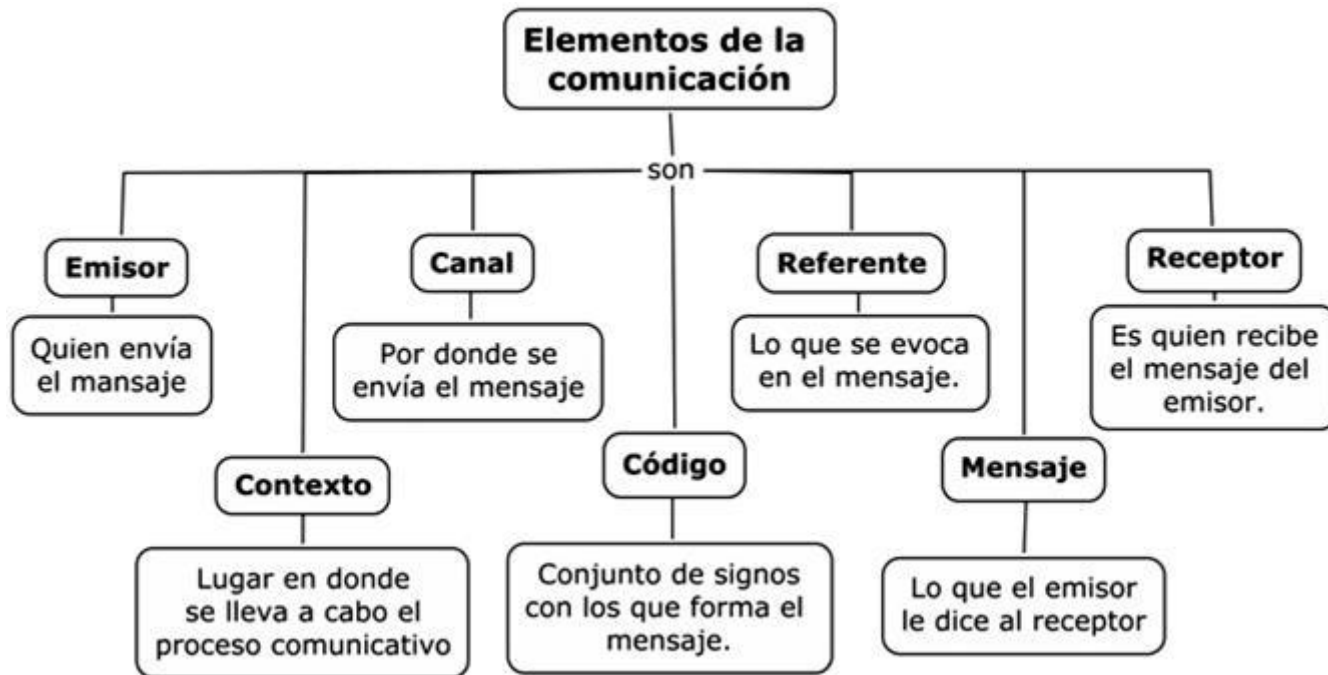 Elementos de la
comunicación
son
Emisor
Quien envía
el mansaje
Contexto
Lugar en donde
se lleva a cabo el
proceso comunicativo
Canal
Por donde se
envía el mensaje
Código
Conjunto de signos
con los que forma el
mensaje.
Referente
Lo que se evoca
en el mensaje.
Mensaje
Lo que el emisor
le dice al receptor
Receptor
Es quien recibe
el mensaje del
emisor.